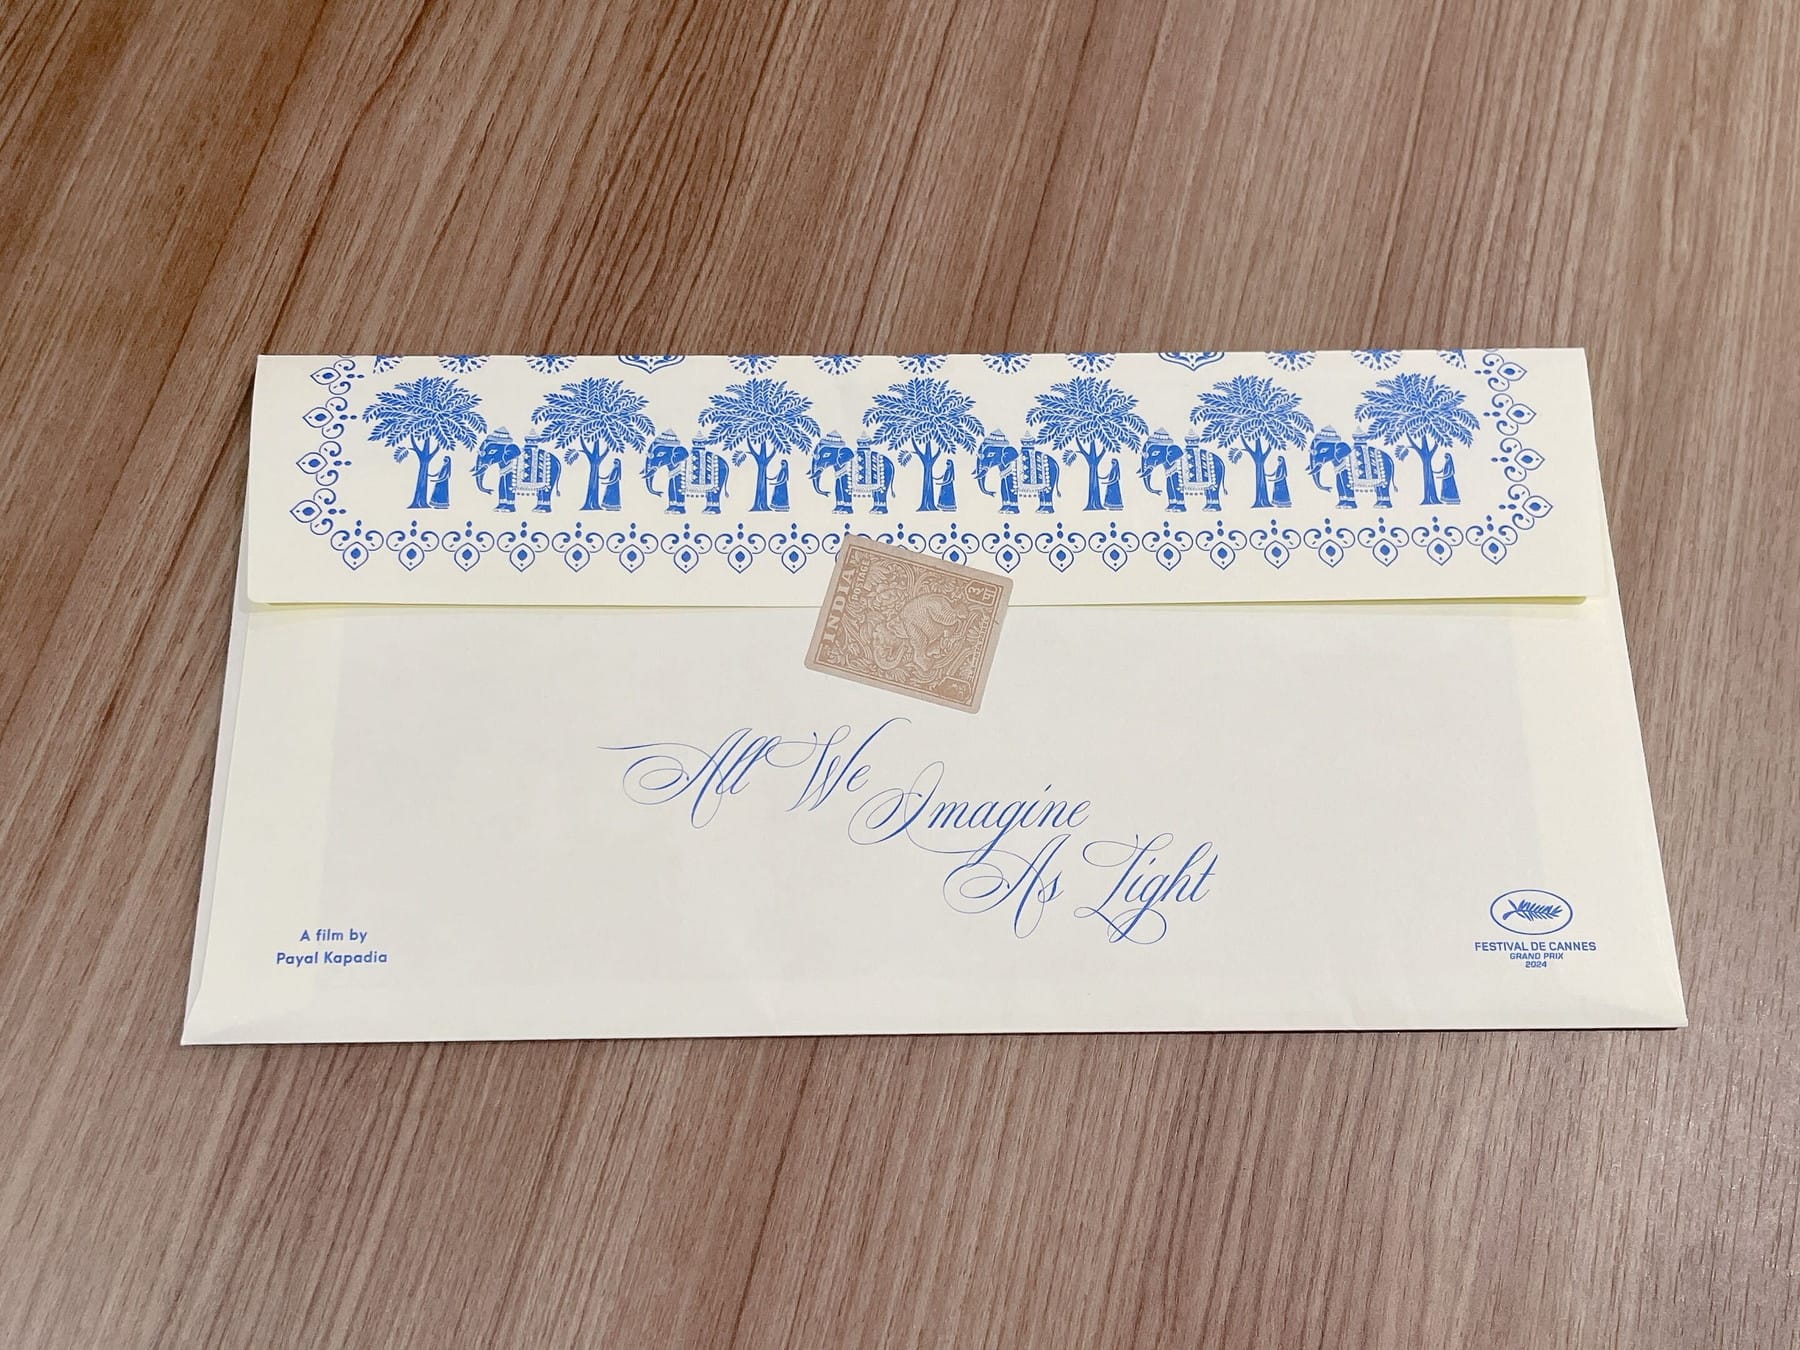 INDIA
POSTAGE
All We
Imagine
As Light
A film by
Payal Kapadia
FESTIVAL DE CANNES
GRAND PRIX
2024